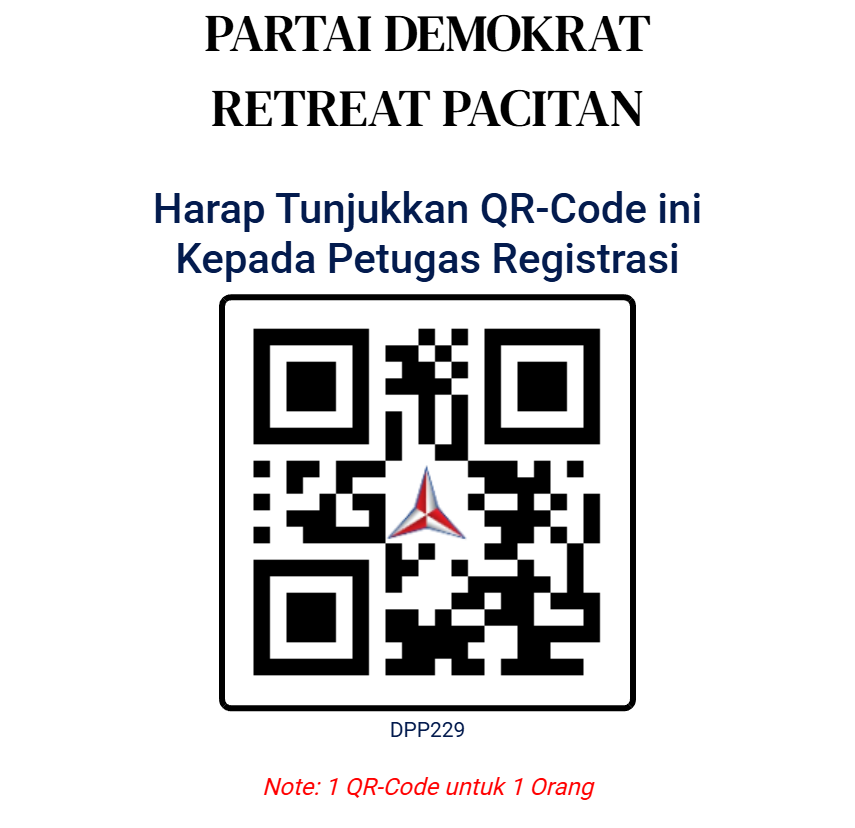 PARTAI DEMOKRAT
RETREAT PACITAN
Harap Tunjukkan QR-Code ini
Kepada Petugas Registrasi
DPP229
Note: 1 QR-Code untuk 1 Orang